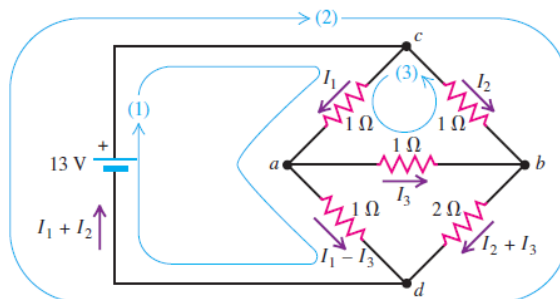 (2)
c
I₁
(3)
I₂
(1)
1 Ω
1 Ω
+
1 Ω
13 V
a
b
I₃
1 Ω
2 Ω
I₁ + I₂
I₁ − I₃
I₂ + I₃
d